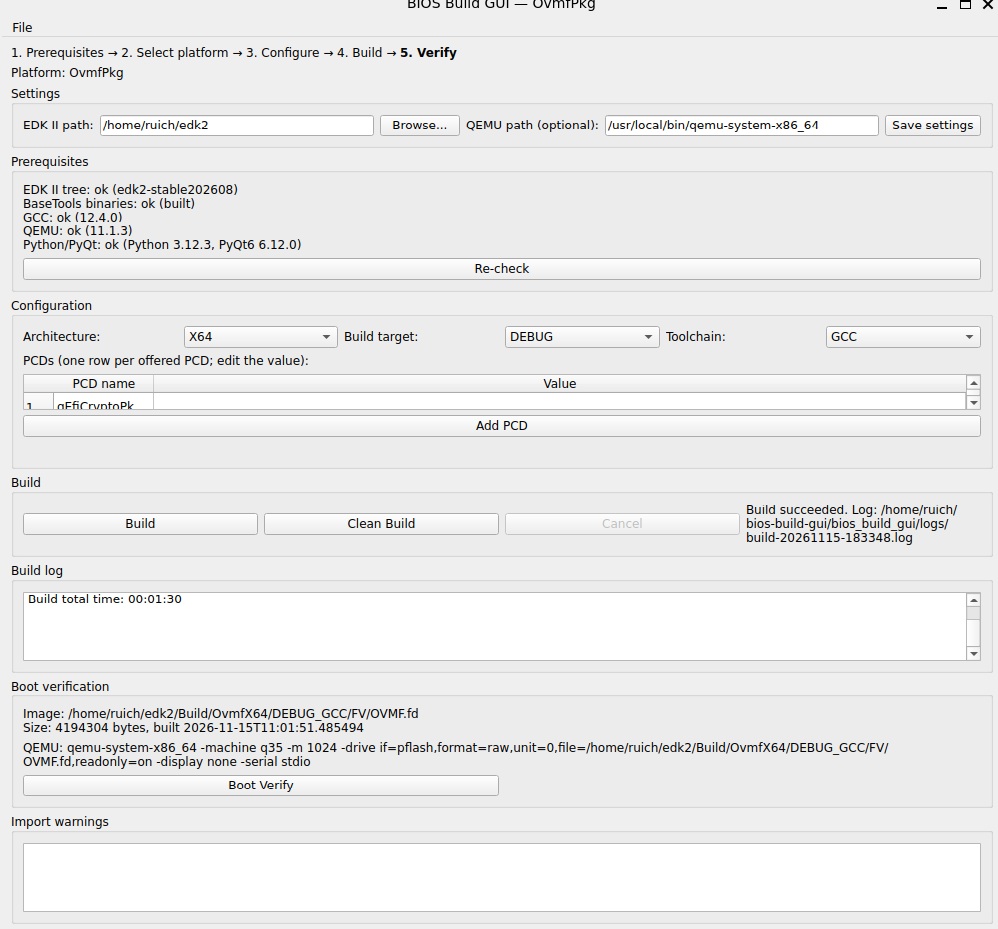 BIOS Build GUI — OvmfPkg
File
1. Prerequisites → 2. Select platform → 3. Configure → 4. Build → 5. Verify
Platform: OvmfPkg
Settings
EDK II path: /home/ruich/edk2 Browse... QEMU path (optional): /usr/local/bin/qemu-system-x86_64 Save settings
Prerequisites
EDK II tree: ok (edk2-stable202608)
BaseTools binaries: ok (built)
GCC: ok (12.4.0)
QEMU: ok (11.1.3)
Python/PyQt: ok (Python 3.12.3, PyQt6 6.12.0)
Re-check
Configuration
Architecture: X64 Build target: DEBUG Toolchain: GCC
PCDs (one row per offered PCD; edit the value):
PCD name Value
1 gEfiCryptoPk
Add PCD
Build
Build Clean Build Cancel
Build succeeded. Log: /home/ruich/
bios-build-gui/bios_build_gui/logs/
build-20261115-183348.log
Build log
Build total time: 00:01:30
Boot verification
Image: /home/ruich/edk2/Build/OvmfX64/DEBUG_GCC/FV/OVMF.fd
Size: 4194304 bytes, built 2026-11-15T11:01:51.485494
QEMU: qemu-system-x86_64 -machine q35 -m 1024 -drive if=pflash,format=raw,unit=0,file=/home/ruich/edk2/Build/OvmfX64/DEBUG_GCC/FV/
OVMF.fd,readonly=on -display none -serial stdio
Boot Verify
Import warnings